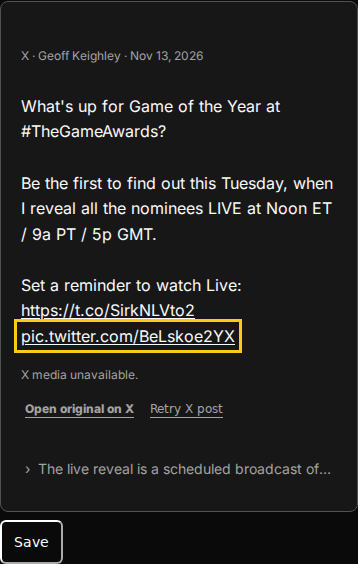 X · Geoff Keighley · Nov 13, 2026
What's up for Game of the Year at
#TheGameAwards?
Be the first to find out this Tuesday, when
I reveal all the nominees LIVE at Noon ET
/ 9a PT / 5p GMT.
Set a reminder to watch Live:
https://t.co/SirkNLVto2
pic.twitter.com/BeLskoe2YX
X media unavailable.
Open original on X Retry X post
› The live reveal is a scheduled broadcast of...
Save